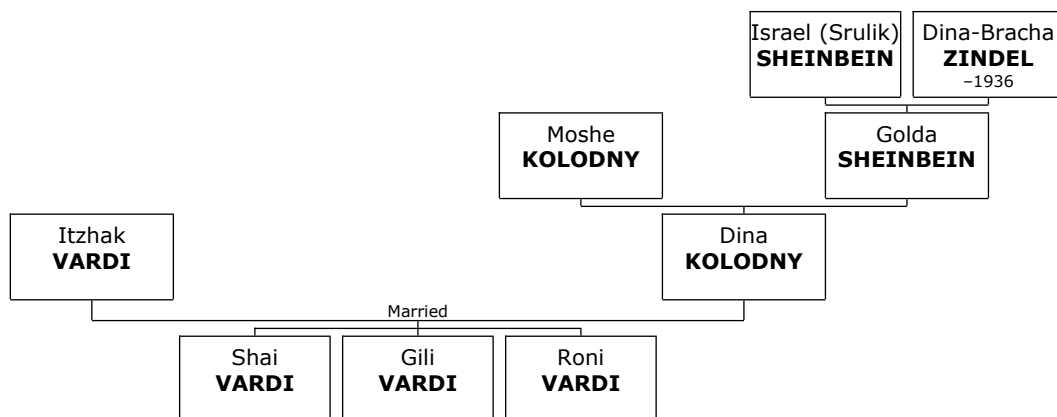 Israel (Srulik)
SHEINBEIN
Dina-Bracha
ZINDEL
–1936
Moshe
KOLODNY
Golda
SHEINBEIN
Itzhak
VARDI
Dina
KOLODNY
Married
Shai
VARDI
Gili
VARDI
Roni
VARDI